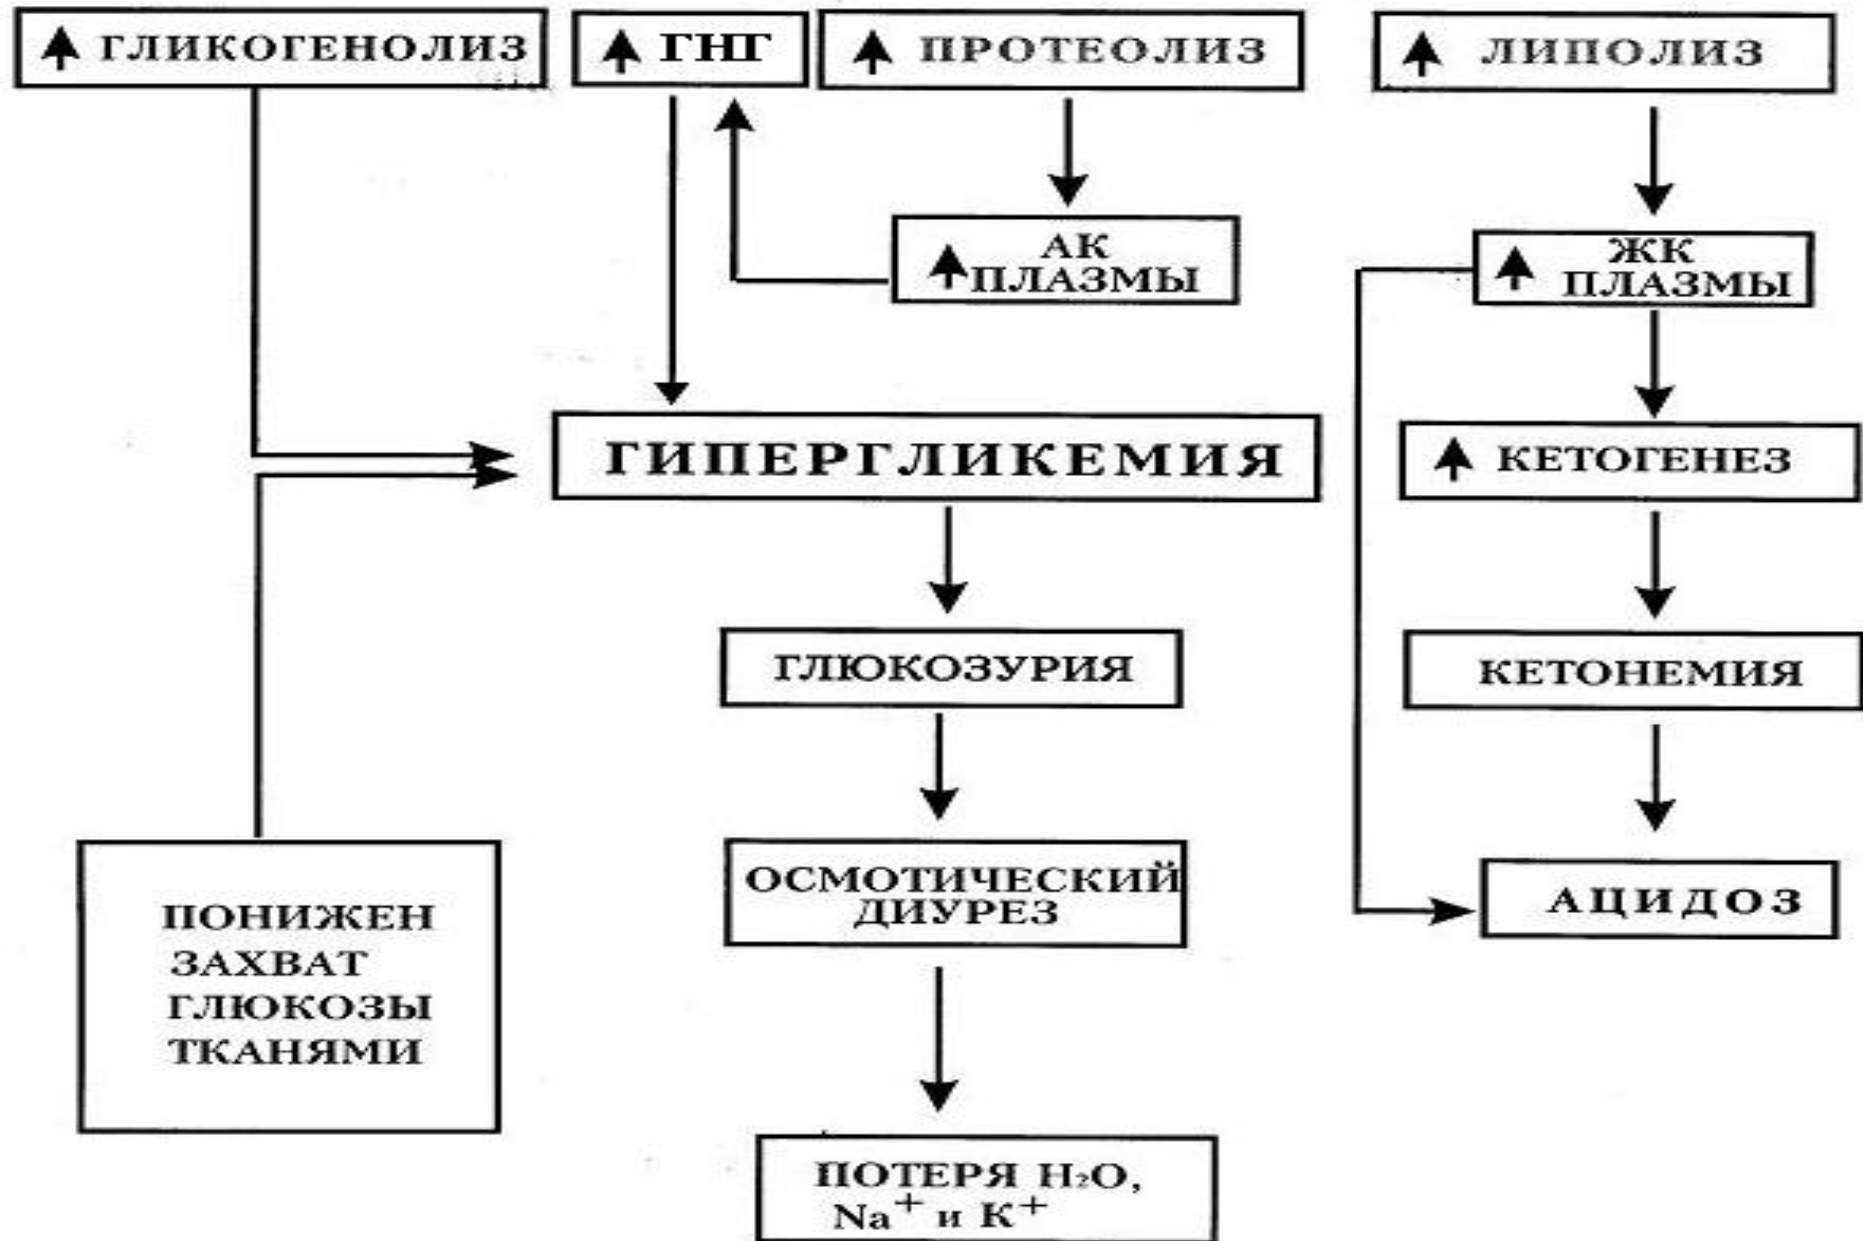 ГЛИКОГЕНОЛИЗ
ГНГ
ПРОТЕОЛИЗ
ЛИПОЛИЗ
АК
ПЛАЗМЫ
ЖК
ПЛАЗМЫ
ГИПЕРГЛИКЕМИЯ
КЕТОГЕНЕЗ
ГЛЮКОЗУРИЯ
КЕТОНЕМИЯ
ОСМОТИЧЕСКИЙ
ДИУРЕЗ
АЦИДОЗ
ПОНИЖЕН
ЗАХВАТ
ГЛЮКОЗЫ
ТКАНЯМИ
ПОТЕРЯ H₂O,
Na⁺ и К⁺